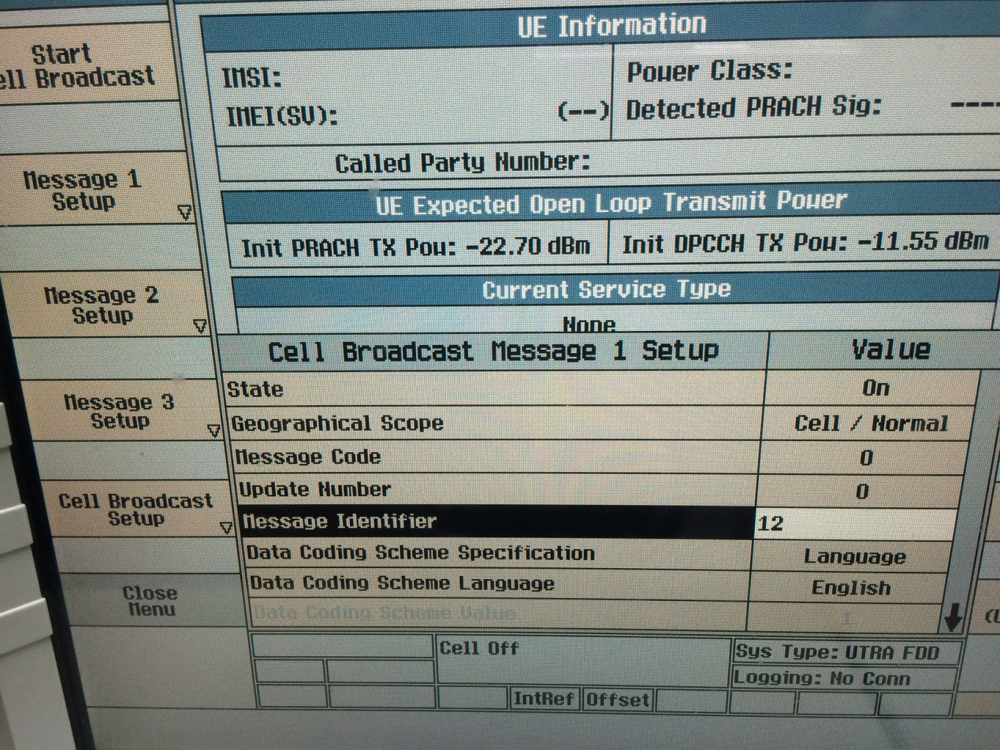 Start
ell Broadcast
Message 1
Setup
Message 2
Setup
Message 3
Setup
Cell Broadcast
Setup
Close
Menu
UE Information
IMSI:
IMEI(SV): (--)
Power Class:
Detected PRACH Sig: ----
Called Party Number:
UE Expected Open Loop Transmit Power
Init PRACH TX Pow: -22.70 dBm
Init DPCCH TX Pow: -11.55 dBm
Current Service Type
None
Cell Broadcast Message 1 Setup Value
State On
Geographical Scope Cell / Normal
Message Code 0
Update Number 0
Message Identifier 12
Data Coding Scheme Specification Language
Data Coding Scheme Language English
Data Coding Scheme Value 1
Cell Off
Sys Type: UTRA FDD
Logging: No Conn
IntRef Offset